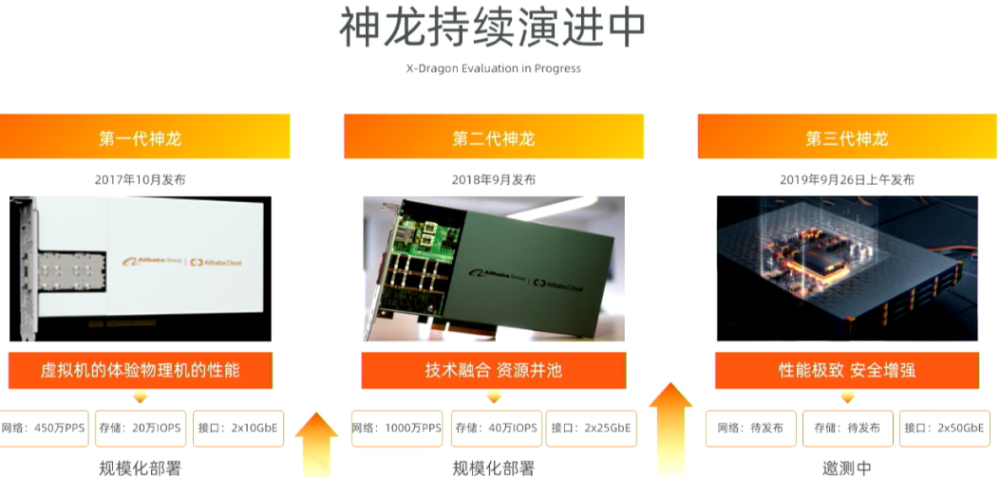 神龙持续演进中
X-Dragon Evaluation in Progress
第一代神龙
2017年10月发布
Alibaba Group | Alibaba Cloud
虚拟机的体验物理机的性能
网络：450万PPS
存储：20万IOPS
接口：2x10GbE
规模化部署
第二代神龙
2018年9月发布
Alibaba Group | Alibaba Cloud
技术融合 资源并池
网络：1000万PPS
存储：40万IOPS
接口：2x25GbE
规模化部署
第三代神龙
2019年9月26日上午发布
性能极致 安全增强
网络：待发布
存储：待发布
接口：2x50GbE
邀测中